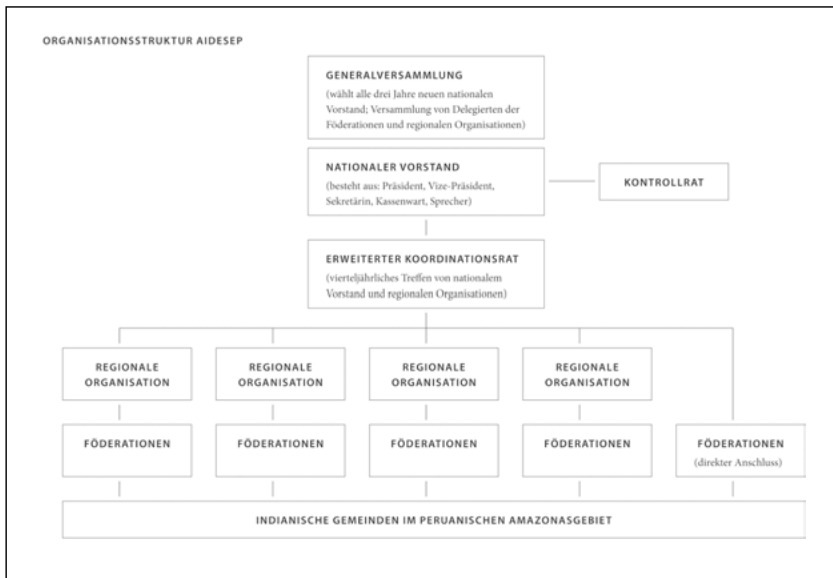 ORGANISATIONSSTRUKTUR AIDESEP
GENERALVERSAMMLUNG
(wählt alle drei Jahre neuen nationalen
Vorstand; Versammlung von Delegierten der
Föderationen und regionalen Organisationen)
NATIONALER VORSTAND
(besteht aus: Präsident, Vize-Präsident,
Sekretärin, Kassenwart, Sprecher)
KONTROLLRAT
ERWEITERTER KOORDINATIONSRAT
(vierteljährliches Treffen von nationalem
Vorstand und regionalen Organisationen)
REGIONALE
ORGANISATION
REGIONALE
ORGANISATION
REGIONALE
ORGANISATION
REGIONALE
ORGANISATION
FÖDERATIONEN
FÖDERATIONEN
FÖDERATIONEN
FÖDERATIONEN
FÖDERATIONEN
(direkter Anschluss)
INDIANISCHE GEMEINDEN IM PERUANISCHEN AMAZONASGEBIET